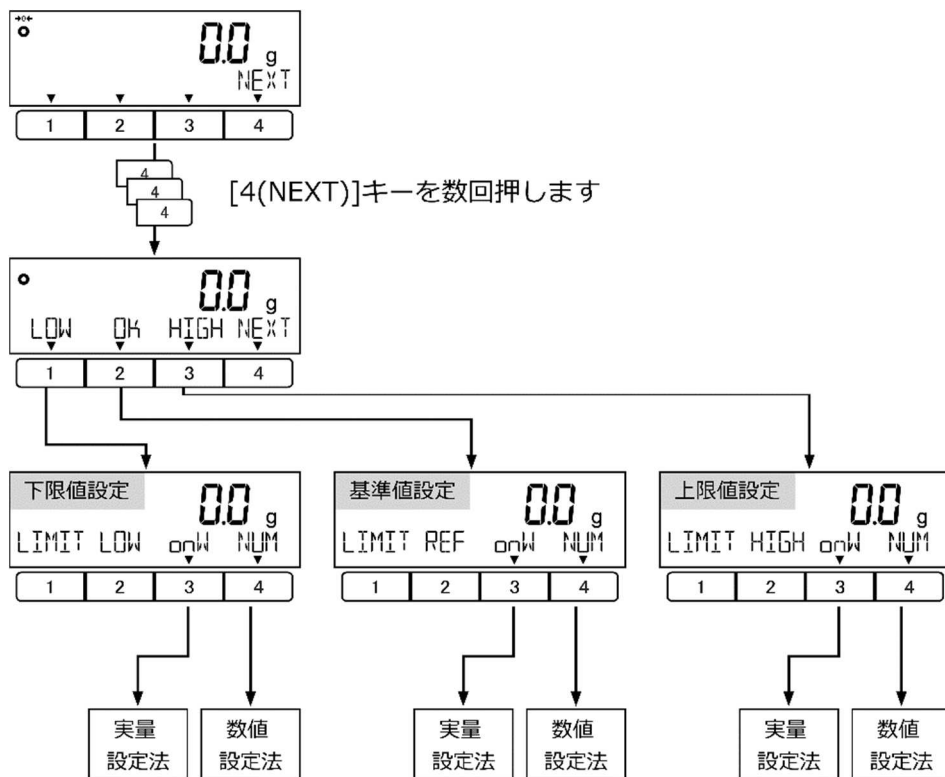 →0←
0.0 g
NEXT
1 2 3 4
4
4
4
[4(NEXT)]キーを数回押します
0.0 g
LOW OK HIGH NEXT
1 2 3 4
下限値設定 0.0 g
LIMIT LOW onW NUM
1 2 3 4
基準値設定 0.0 g
LIMIT REF onW NUM
1 2 3 4
上限値設定 0.0 g
LIMIT HIGH onW NUM
1 2 3 4
実量
設定法
数値
設定法
実量
設定法
数値
設定法
実量
設定法
数値
設定法